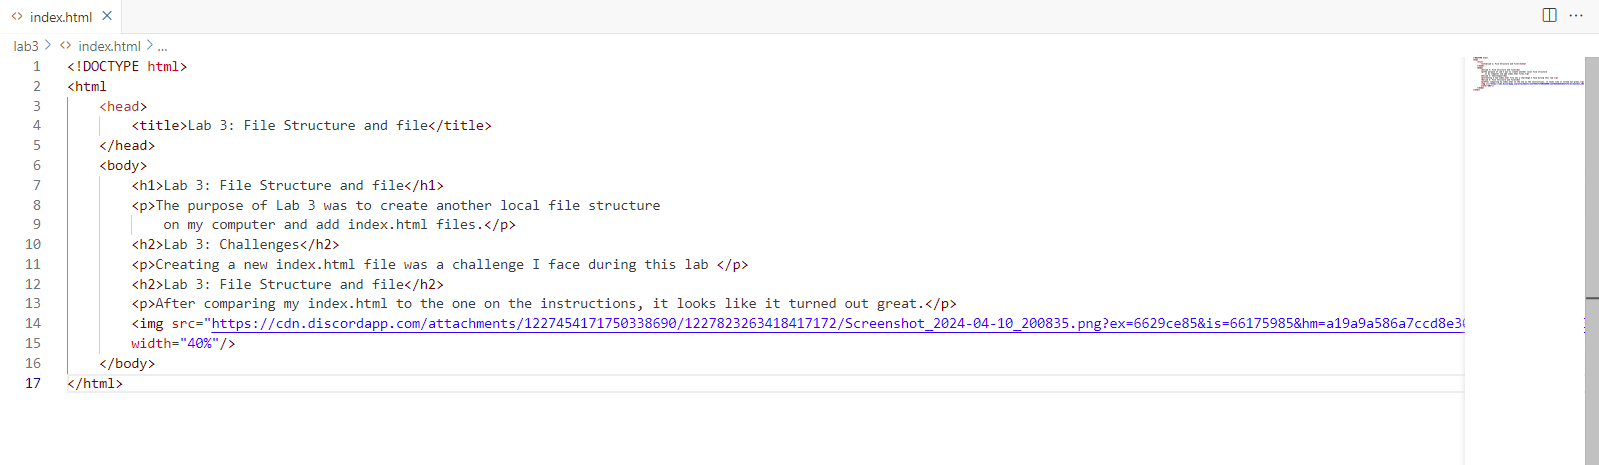 index.html
lab3 > index.html > ...
1 <!DOCTYPE html>
2 <html
3 <head>
4 <title>Lab 3: File Structure and file</title>
5 </head>
6 <body>
7 <h1>Lab 3: File Structure and file</h1>
8 <p>The purpose of Lab 3 was to create another local file structure
9 on my computer and add index.html files.</p>
10 <h2>Lab 3: Challenges</h2>
11 <p>Creating a new index.html file was a challenge I face during this lab </p>
12 <h2>Lab 3: File Structure and file</h2>
13 <p>After comparing my index.html to the one on the instructions, it looks like it turned out great.</p>
14 <img src="https://cdn.discordapp.com/attachments/1227454171750338690/1227823263418417172/Screenshot_2024-04-10_200835.png?ex=6629ce85&is=66175985&hm=a19a9a586a7ccd8e30
15 width="40%"/>
16 </body>
17 </html>